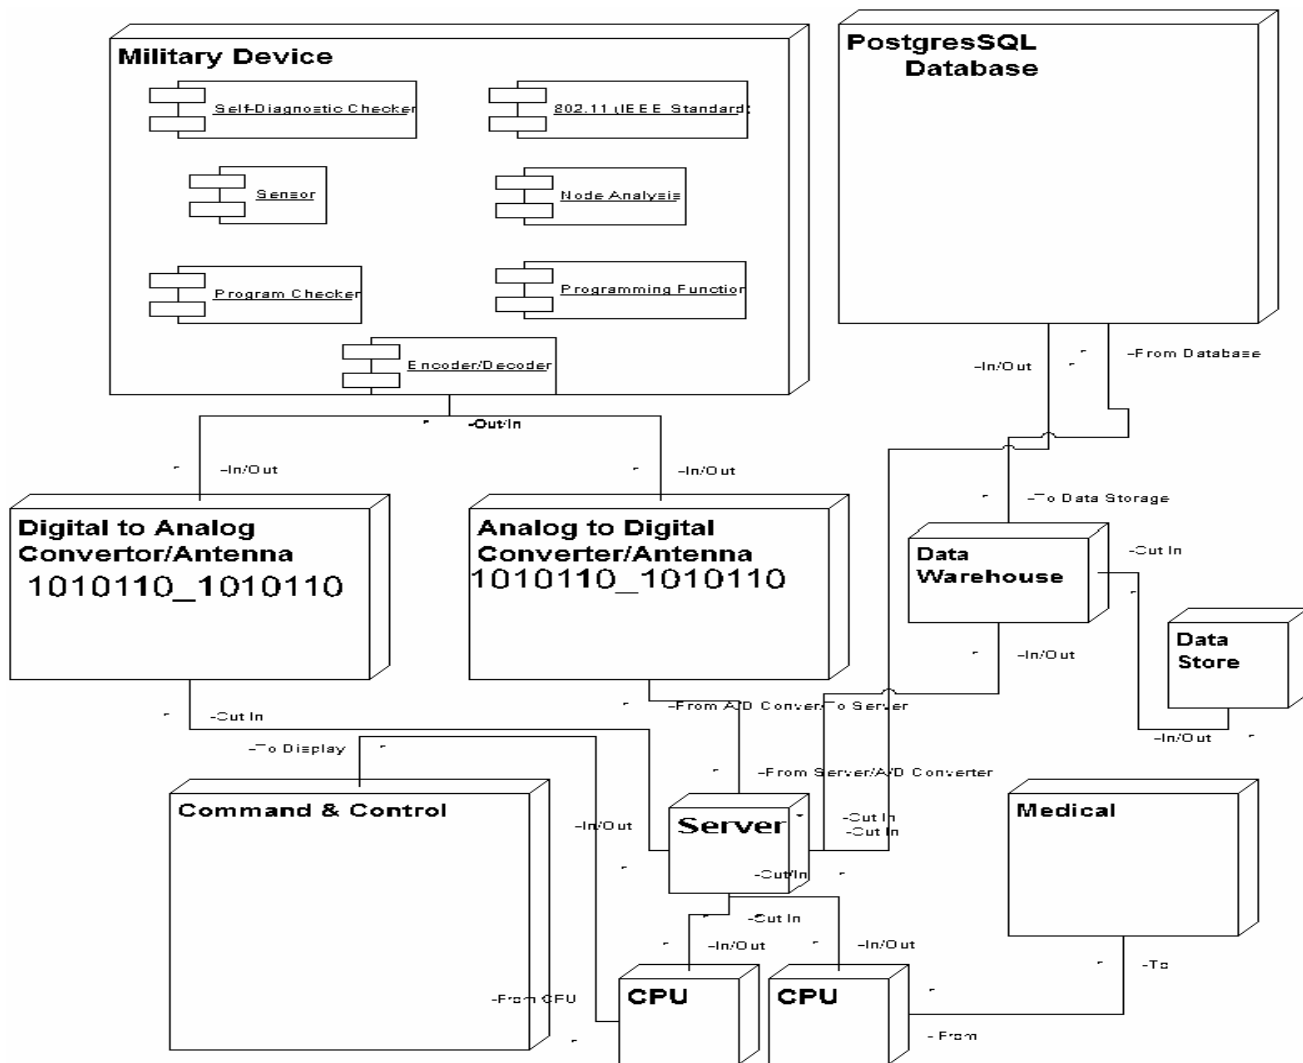 Military Device
Self-Diagnostic Checker
802.11 (IEEE Standard)
Sensor
Node Analysis
Program Checker
Programming Function
Encoder/Decoder
PostgresSQL
Database
-In/Out
-From Database
-Out/In
-In/Out
-In/Out
-To Data Storage
Digital to Analog
Convertor/Antenna
1010110_1010110
Analog to Digital
Converter/Antenna
1010110_1010110
Data
Warehouse
-Out In
Data
Store
-In/Out
-Out In
-From A/D Conver/To Server
-To Display
-In/Out
-From Server/A/D Converter
Command & Control
Server
Medical
-In/Out
-Out In
-Out In
-Out/In
-Out In
-In/Out
-In/Out
-To
-From CPU
CPU
CPU
- From